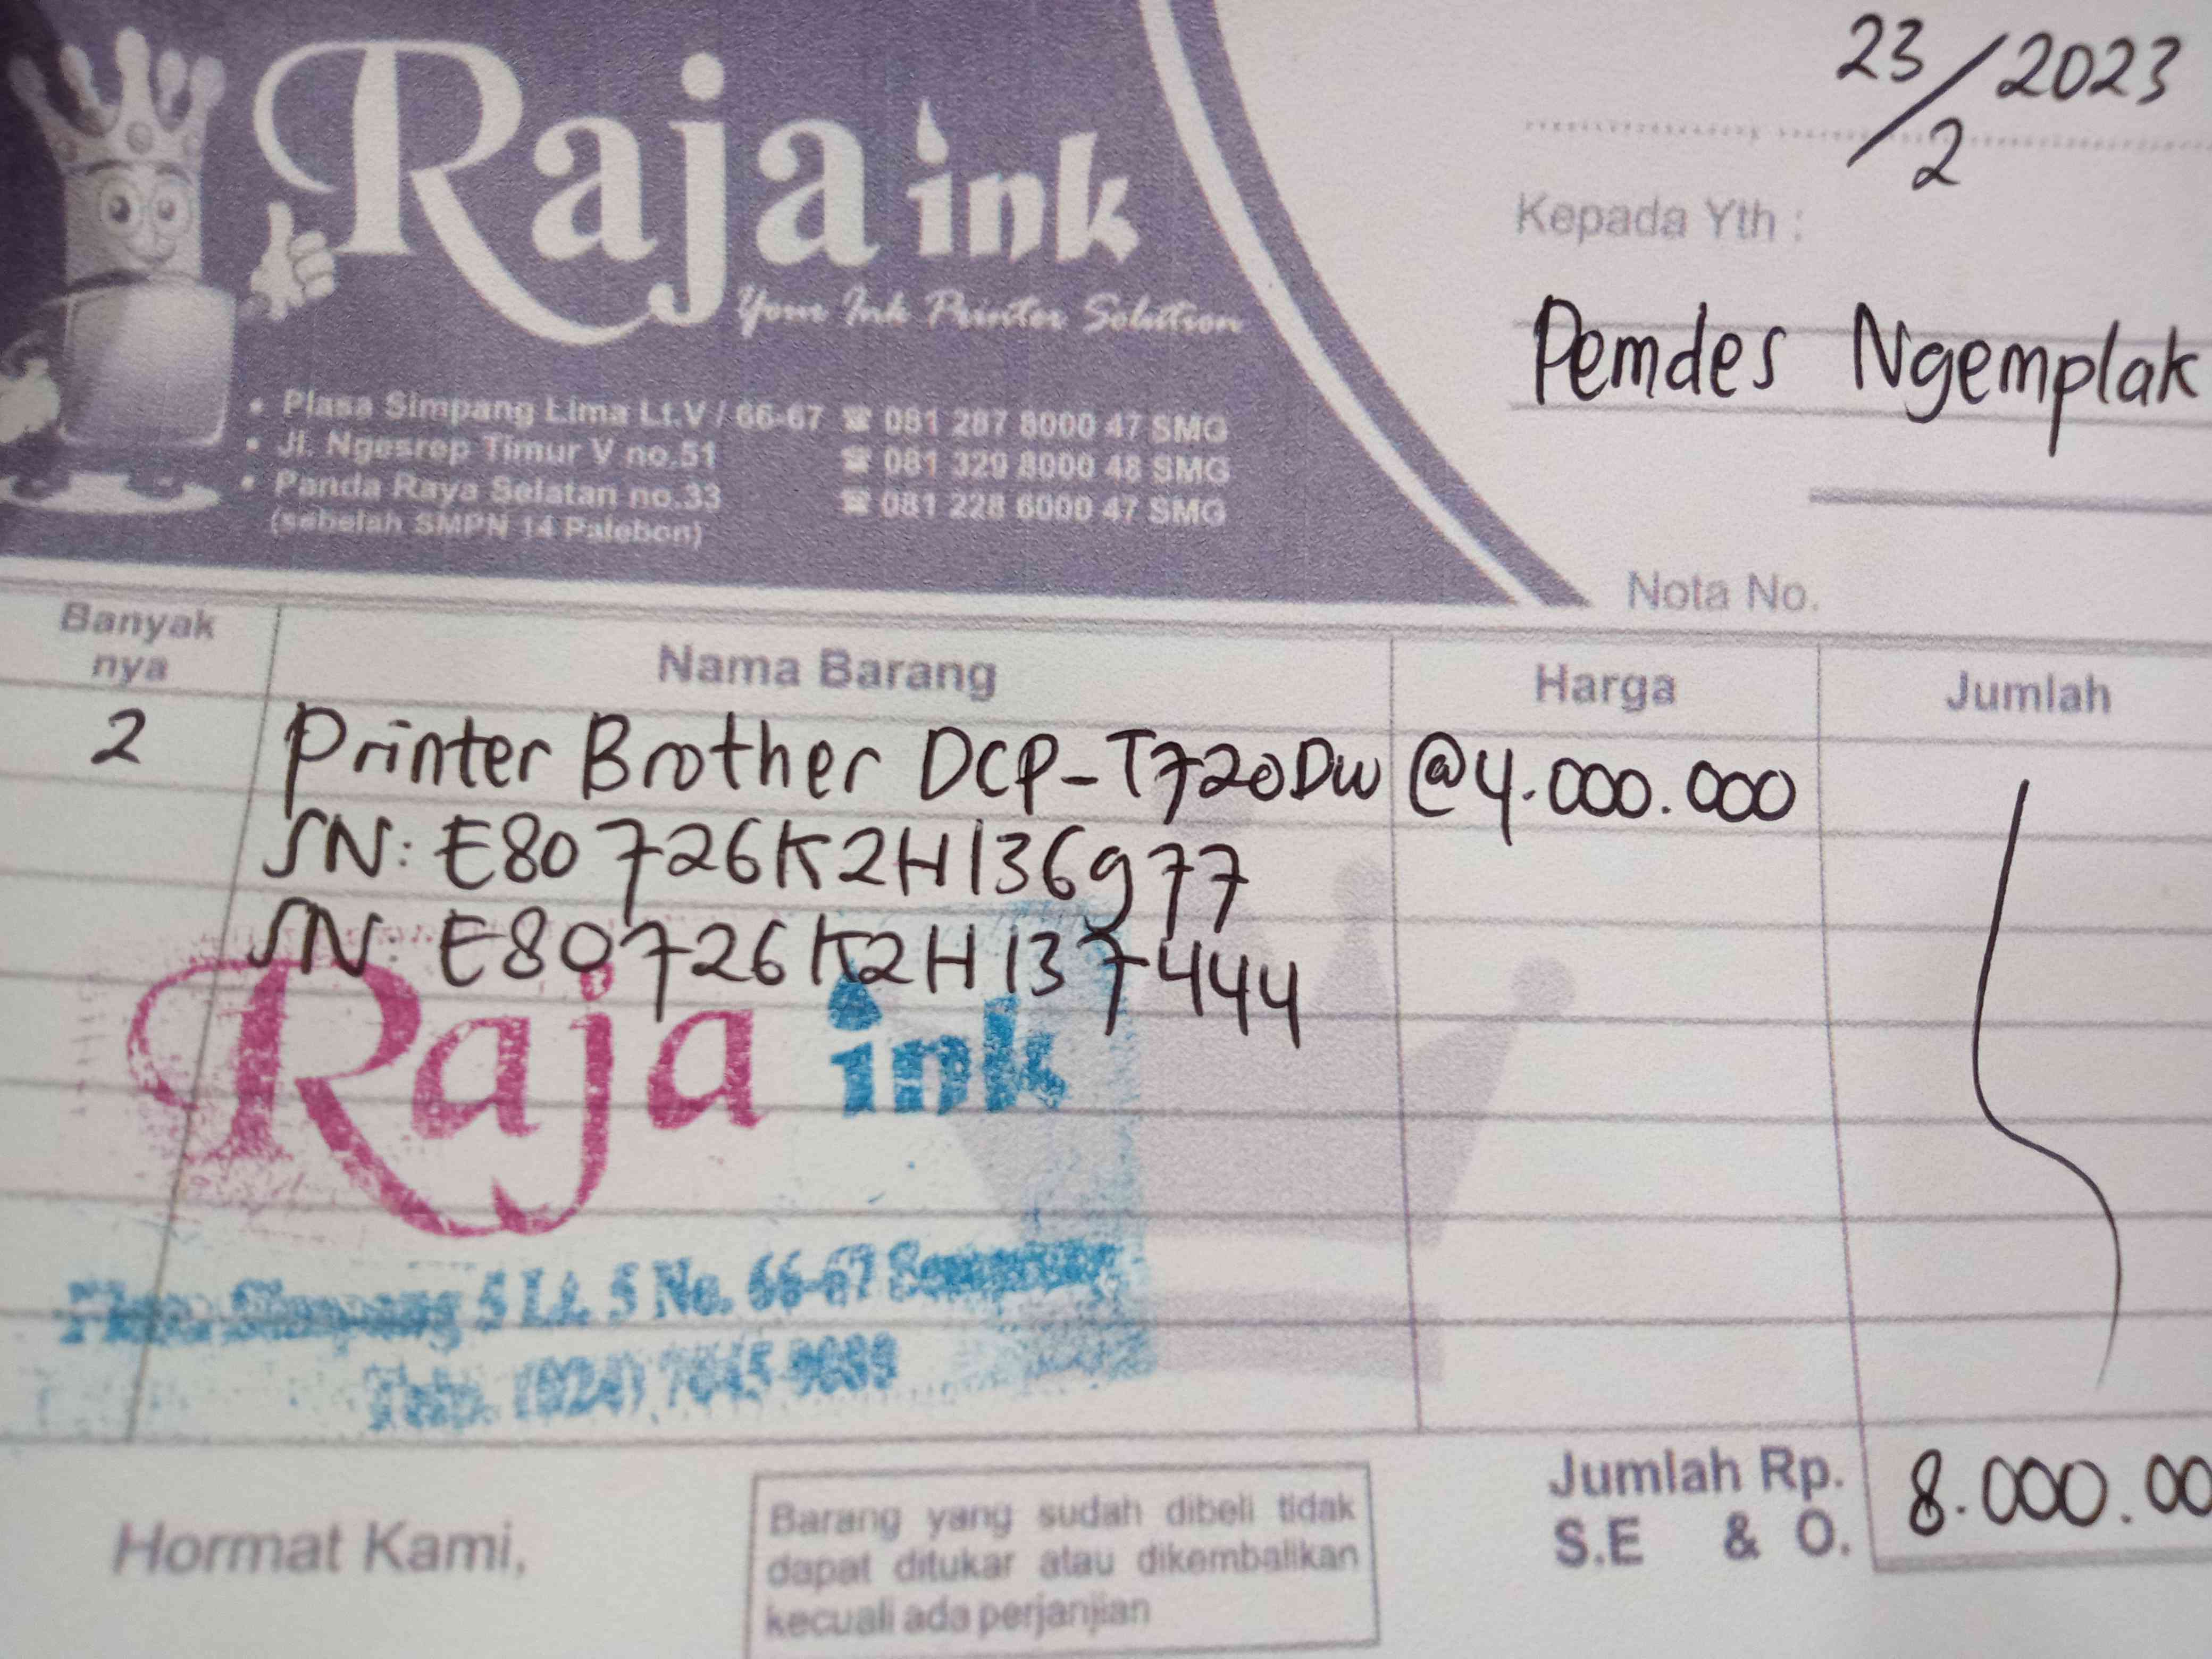 Raja ink
Your Ink Printer Solution
• Plasa Simpang Lima Lt.V / 66-67 ☎ 081 287 8000 47 SMG
• Jl. Ngesrep Timur V no.51 ☎ 081 329 8000 48 SMG
• Panda Raya Selatan no.33 ☎ 081 228 6000 47 SMG
(sebelah SMPN 14 Palebon)
23/2/2023
Kepada Yth :
Pemdes Ngemplak
Nota No.
Banyak
nya
Nama Barang
Harga
Jumlah
2 Printer Brother DCP-T720DW @4.000.000
SN: E80726K2H136977
SN: E80726K2H137444
Raja ink
Plasa Simpang 5 Lt. 5 No. 66-67 Semarang
Telp. (024) 7045 9089
Jumlah Rp. 8.000.00
S.E & O.
Hormat Kami,
Barang yang sudah dibeli tidak
dapat ditukar atau dikembalikan
kecuali ada perjanjian